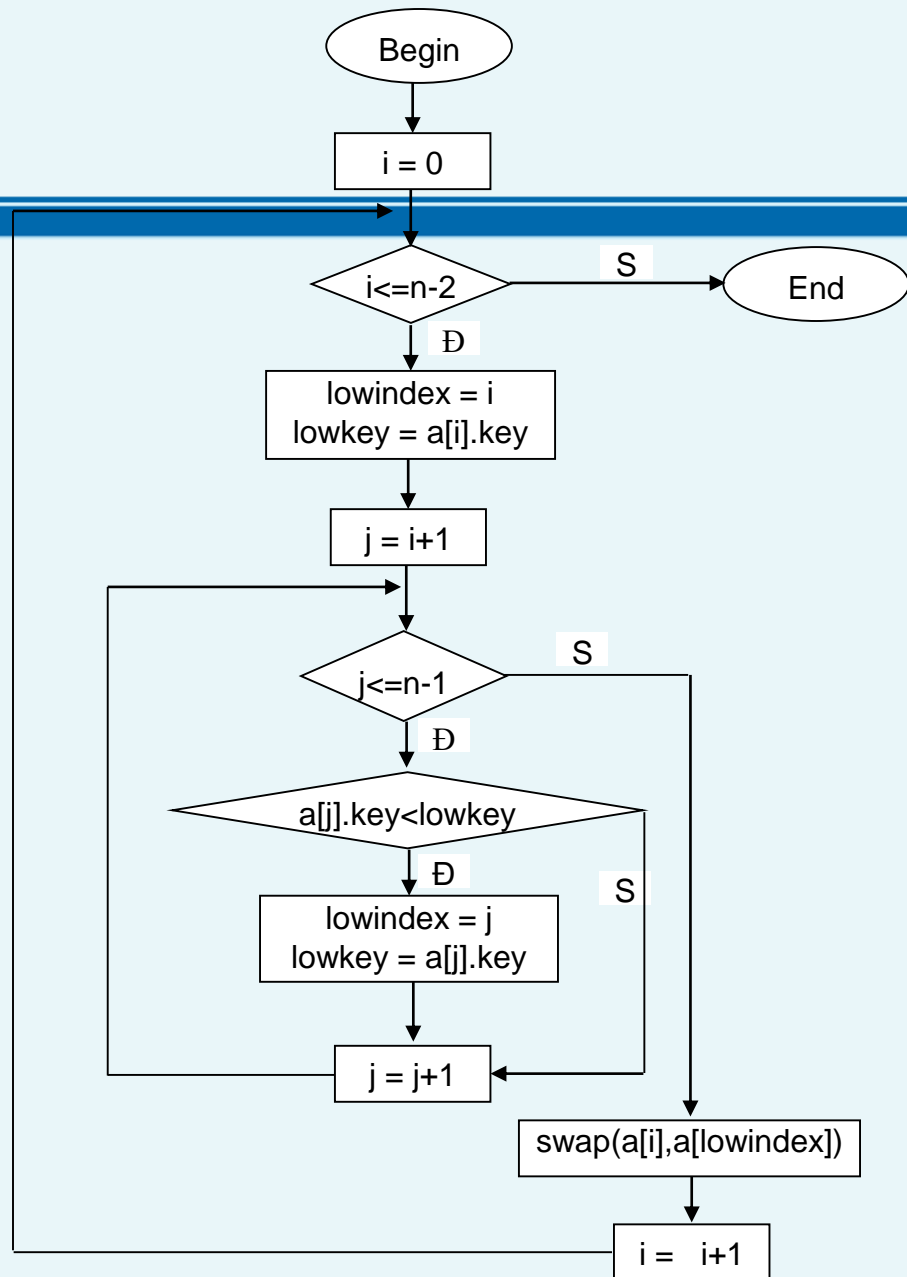 Begin
i = 0
i<=n-2
S
End
Đ
lowindex = i
lowkey = a[i].key
j = i+1
j<=n-1
S
Đ
a[j].key<lowkey
Đ
S
lowindex = j
lowkey = a[j].key
j = j+1
swap(a[i],a[lowindex])
i = i+1